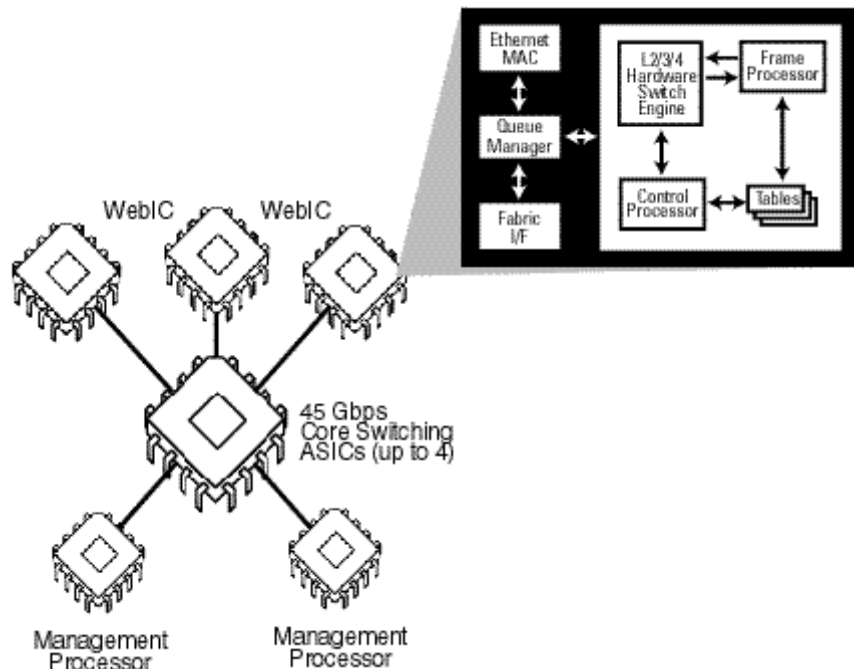 Ethernet
MAC
Queue
Manager
Fabric
I/F
L2/3/4
Hardware
Switch
Engine
Frame
Processor
Control
Processor
Tables
WebIC
WebIC
45 Gbps
Core Switching
ASICs (up to 4)
Management
Processor
Management
Processor